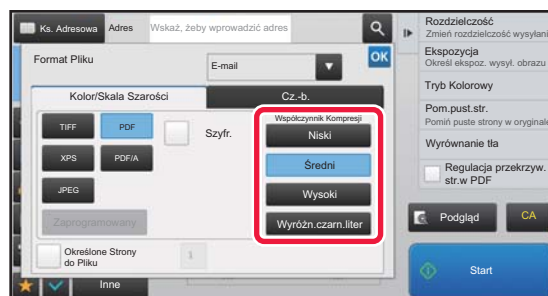 Ks. Adresowa
Adres
Wskaż, żeby wprowadzić adres
Format Pliku
E-mail
OK
Kolor/Skala Szarości
Cz.-b.
TIFF
PDF
Szyfr.
XPS
PDF/A
JPEG
Zaprogramowany
Współczynnik Kompresji
Niski
Średni
Wysoki
Wyróżn.czarn.liter
Określone Strony
do Pliku
1
Inne
Rozdzielczość
Zmień rozdzielczość wysyłani
Ekspozycja
Określ ekspoz. wysył. obrazu
Tryb Kolorowy
Pom.pust.str.
Pomiń puste strony w oryginale
Wyrównanie tła
Regulacja przekrzyw.
str.w PDF
Podgląd
CA
Start